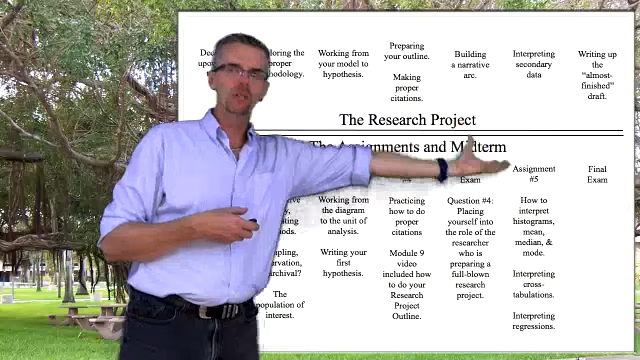 Preparing
ploring the
Working from
your outline.
Building
Interpreting
Writing up
upon
proper
your model to
a narrative
secondary
the
hypothesis.
Making
arc.
data
"almost-
proper
finished"
citations.
draft.
The Research Project
The Assignments and Midterm
Assignment
Final
#4
Exam
#5
Exam
Working from
Practicing
Question #4:
How to
the diagram
how to do
Placing
interpret
to the unit of
proper
yourself into
histograms,
analysis.
citations
the role of the
mean,
researcher
median, &
Writing your
Module 9
who is
mode.
archival?
first
video
preparing a
hypothesis.
included how
full-blown
Interpreting
The
to do your
research
cross-
population of
Research
project.
tabulations.
interest.
Project
Outline.
Interpreting
regressions.